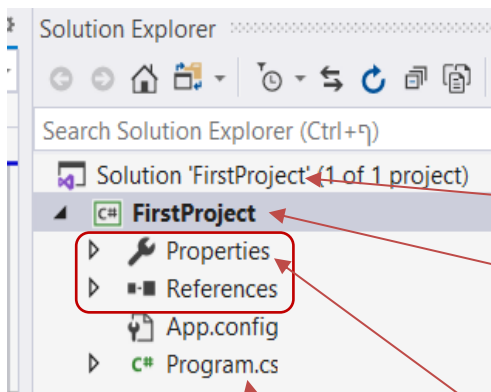 Solution Explorer
Search Solution Explorer (Ctrl+ף)
Solution 'FirstProject' (1 of 1 project)
C# FirstProject
Properties
References
App.config
C# Program.cs